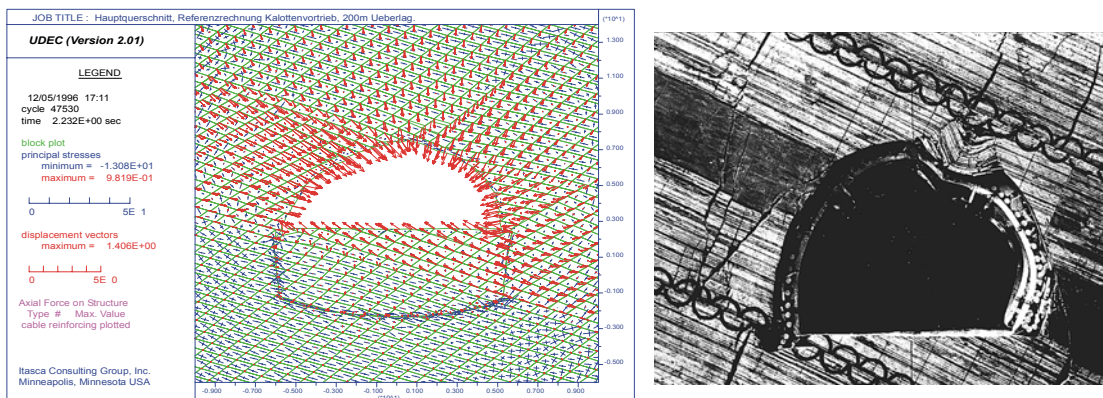 JOB TITLE : Hauptquerschnitt, Referenzrechnung Kalottenvortrieb, 200m Ueberlag.
(*10^1)
UDEC (Version 2.01)
LEGEND
12/05/1996 17:11
cycle 47530
time 2.232E+00 sec
block plot
principal stresses
minimum = -1.308E+01
maximum = 9.819E-01
0 5E 1
displacement vectors
maximum = 1.406E+00
0 5E 0
Axial Force on Structure
Type # Max. Value
cable reinforcing plotted
Itasca Consulting Group, Inc.
Minneapolis, Minnesota USA
1.300
1.100
0.900
0.700
0.500
0.300
0.100
-0.100
-0.300
-0.500
-0.900 -0.700 -0.500 -0.300 -0.100 0.100 0.300 0.500 0.700 0.900
(*10^1)